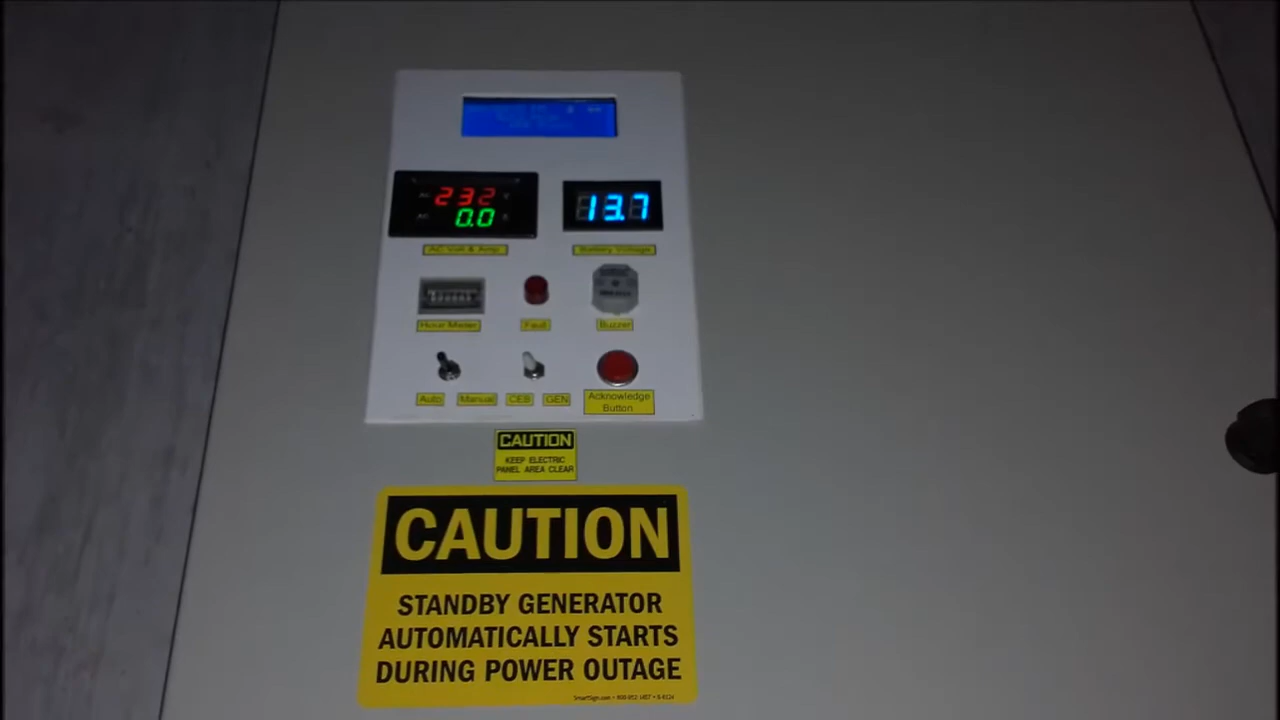 232
0.0
13.7
AC Volt & Amp
Battery Voltage
Hour Meter
Fault
Buzzer
Auto
Manual
CEB
GEN
Acknowledge
Button
CAUTION
KEEP ELECTRIC
PANEL AREA CLEAR
CAUTION
STANDBY GENERATOR
AUTOMATICALLY STARTS
DURING POWER OUTAGE